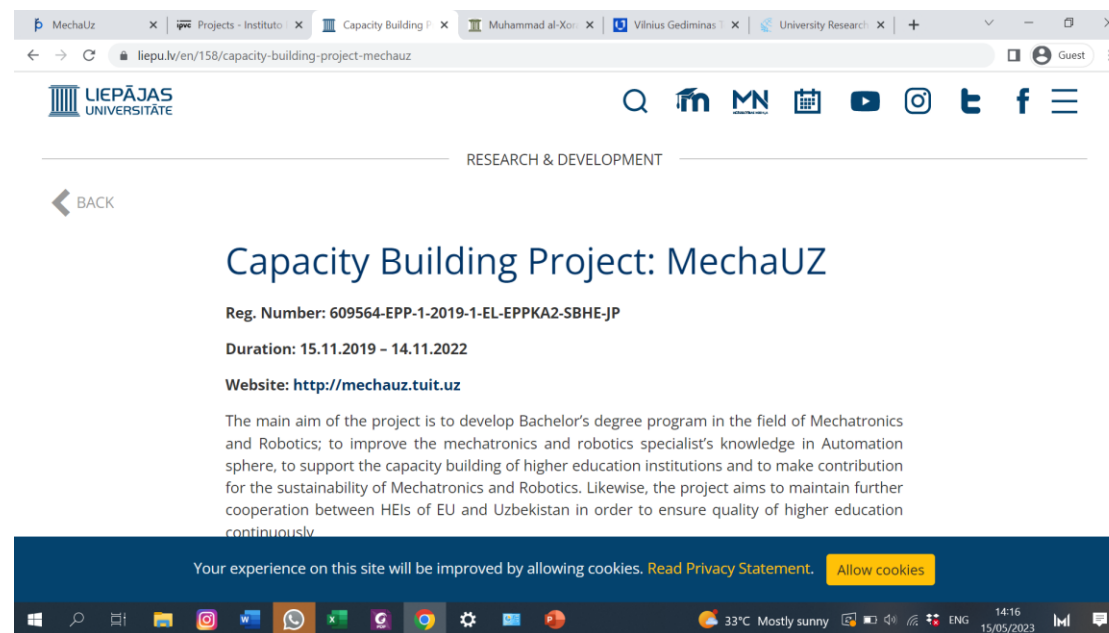 MechaUz
Projects - Instituto
Capacity Building P
Muhammad al-Xor
Vilnius Gediminas T
University Research
liepu.lv/en/158/capacity-building-project-mechauz
Guest
LIEPĀJAS
UNIVERSITĀTE
MN
RESEARCH & DEVELOPMENT
BACK
Capacity Building Project: MechaUZ
Reg. Number: 609564-EPP-1-2019-1-EL-EPPKA2-SBHE-JP
Duration: 15.11.2019 – 14.11.2022
Website: http://mechauz.tuit.uz
The main aim of the project is to develop Bachelor's degree program in the field of Mechatronics
and Robotics; to improve the mechatronics and robotics specialist's knowledge in Automation
sphere, to support the capacity building of higher education institutions and to make contribution
for the sustainability of Mechatronics and Robotics. Likewise, the project aims to maintain further
cooperation between HEIs of EU and Uzbekistan in order to ensure quality of higher education
continuously
Your experience on this site will be improved by allowing cookies. Read Privacy Statement.
Allow cookies
33°C Mostly sunny
ENG
14:16
15/05/2023